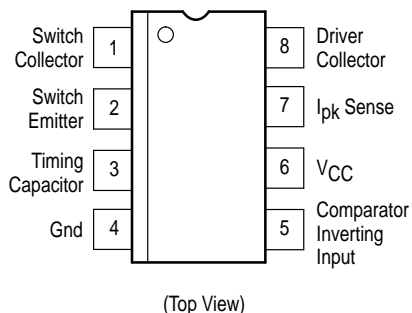 Switch
Collector
1
8
Driver
Collector
Switch
Emitter
2
7
Ipk Sense
Timing
Capacitor
3
6
VCC
Gnd
4
5
Comparator
Inverting
Input
(Top View)